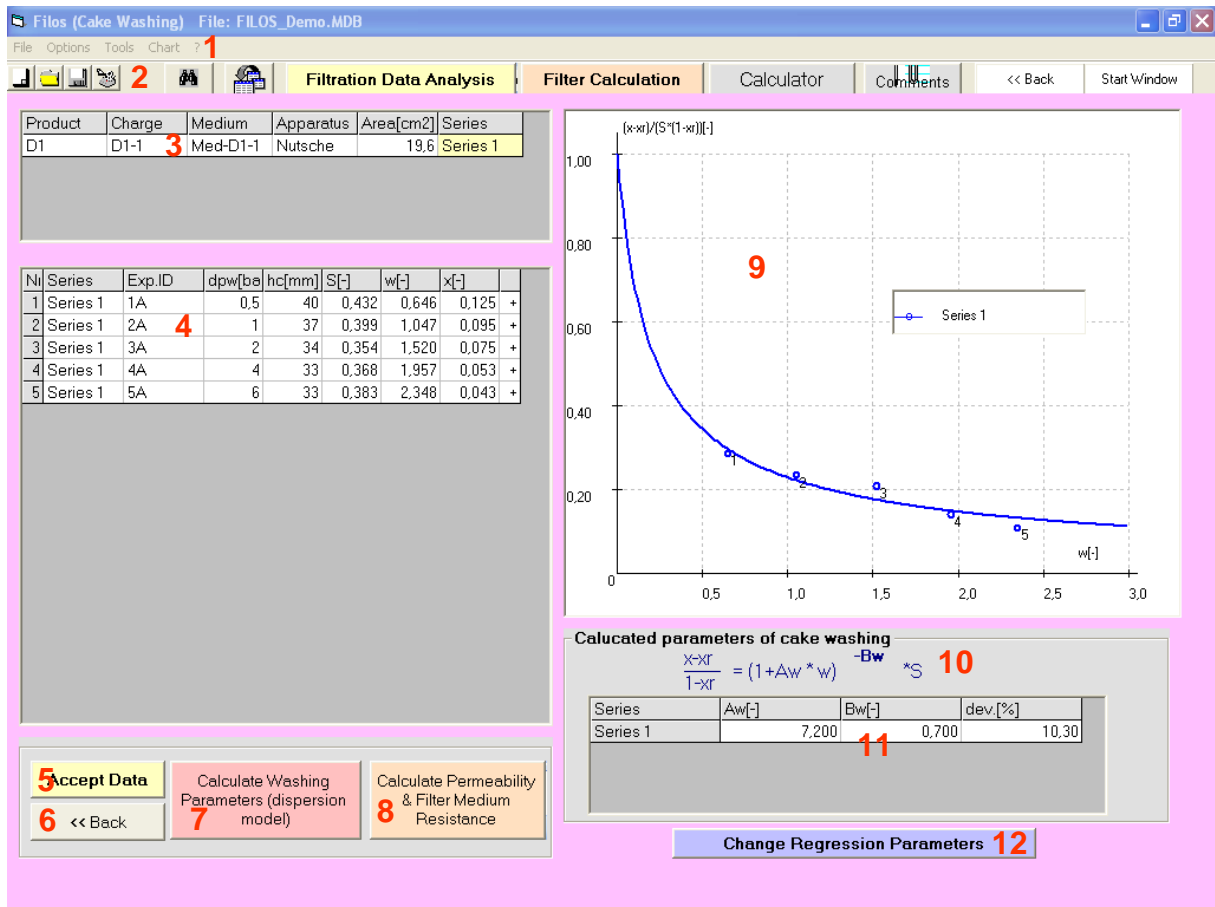 Filos (Cake Washing) File: FILOS_Demo.MDB
File Options Tools Chart ? 1
2 Filtration Data Analysis Filter Calculation Calculator Comments << Back Start Window
Product Charge Medium Apparatus Area[cm2] Series
D1 D1-1 3 Med-D1-1 Nutsche 19,6 Series 1
Series Exp.ID dpw[ba hc[mm] S[-] w[-] x[-]
1 Series 1 1A 0,5 40 0,432 0,646 0,125 +
2 Series 1 2A 4 1 37 0,399 1,047 0,095 +
3 Series 1 3A 2 34 0,354 1,520 0,075 +
4 Series 1 4A 4 33 0,368 1,957 0,053 +
5 Series 1 5A 6 33 0,383 2,348 0,043 +
5 Accept Data
6 << Back
Calculate Washing
Parameters (dispersion
7 model)
Calculate Permeability
8 & Filter Medium
Resistance
(x-xr)/(S*(1-xr))[-]
1,00
0,80
9
0,60
Series 1
0,40
1
2
3
0,20
4
5
w[-]
0
0,5 1,0 1,5 2,0 2,5 3,0
Calucated parameters of cake washing
x-xr
1-xr = (1+Aw * w) -Bw *S 10
Series Aw[-] Bw[-] dev.[%]
Series 1 7,200 0,700 10,30
11
Change Regression Parameters 12